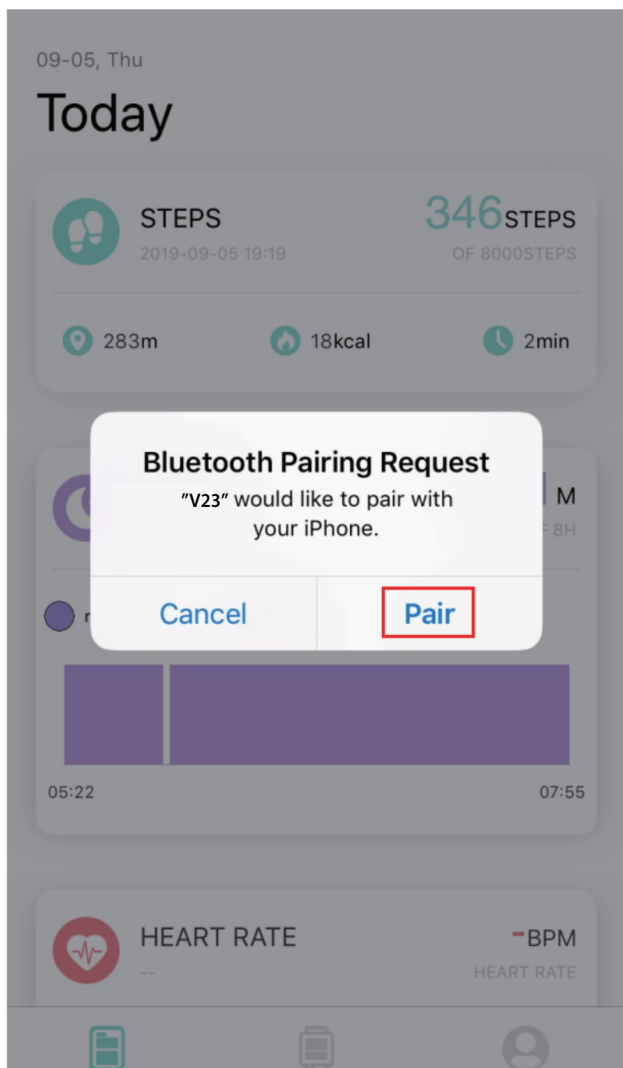 09-05, Thu
Today
STEPS
346STEPS
2019-09-05 19:19
OF 8000STEPS
283m
18kcal
2min
Bluetooth Pairing Request
"V23" would like to pair with
your iPhone.
M
8H
Cancel
Pair
05:22
07:55
HEART RATE
-BPM
--
HEART RATE